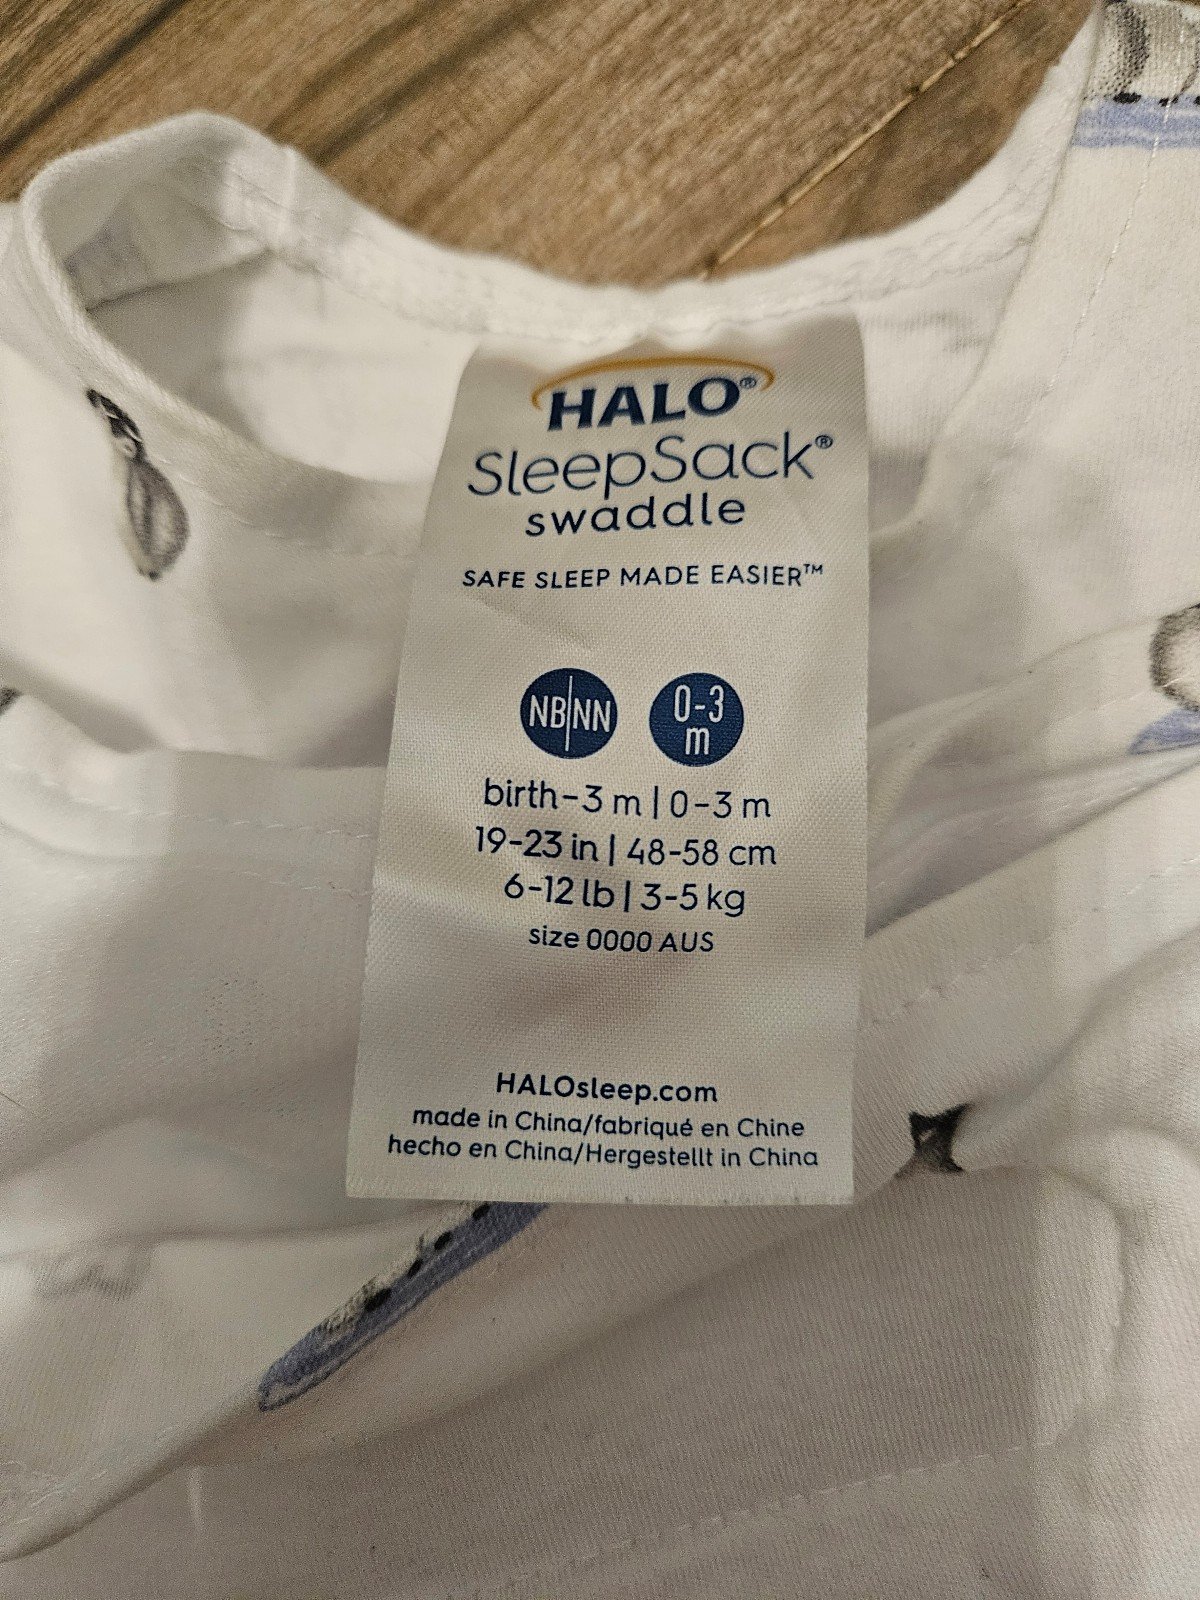 HALO®
SleepSack®
swaddle
SAFE SLEEP MADE EASIER™
NB|NN
0-3
m
birth-3 m | 0-3 m
19-23 in | 48-58 cm
6-12 lb | 3-5 kg
size 0000 AUS
HALOsleep.com
made in China/fabriqué en Chine
hecho en China/Hergestellt in China